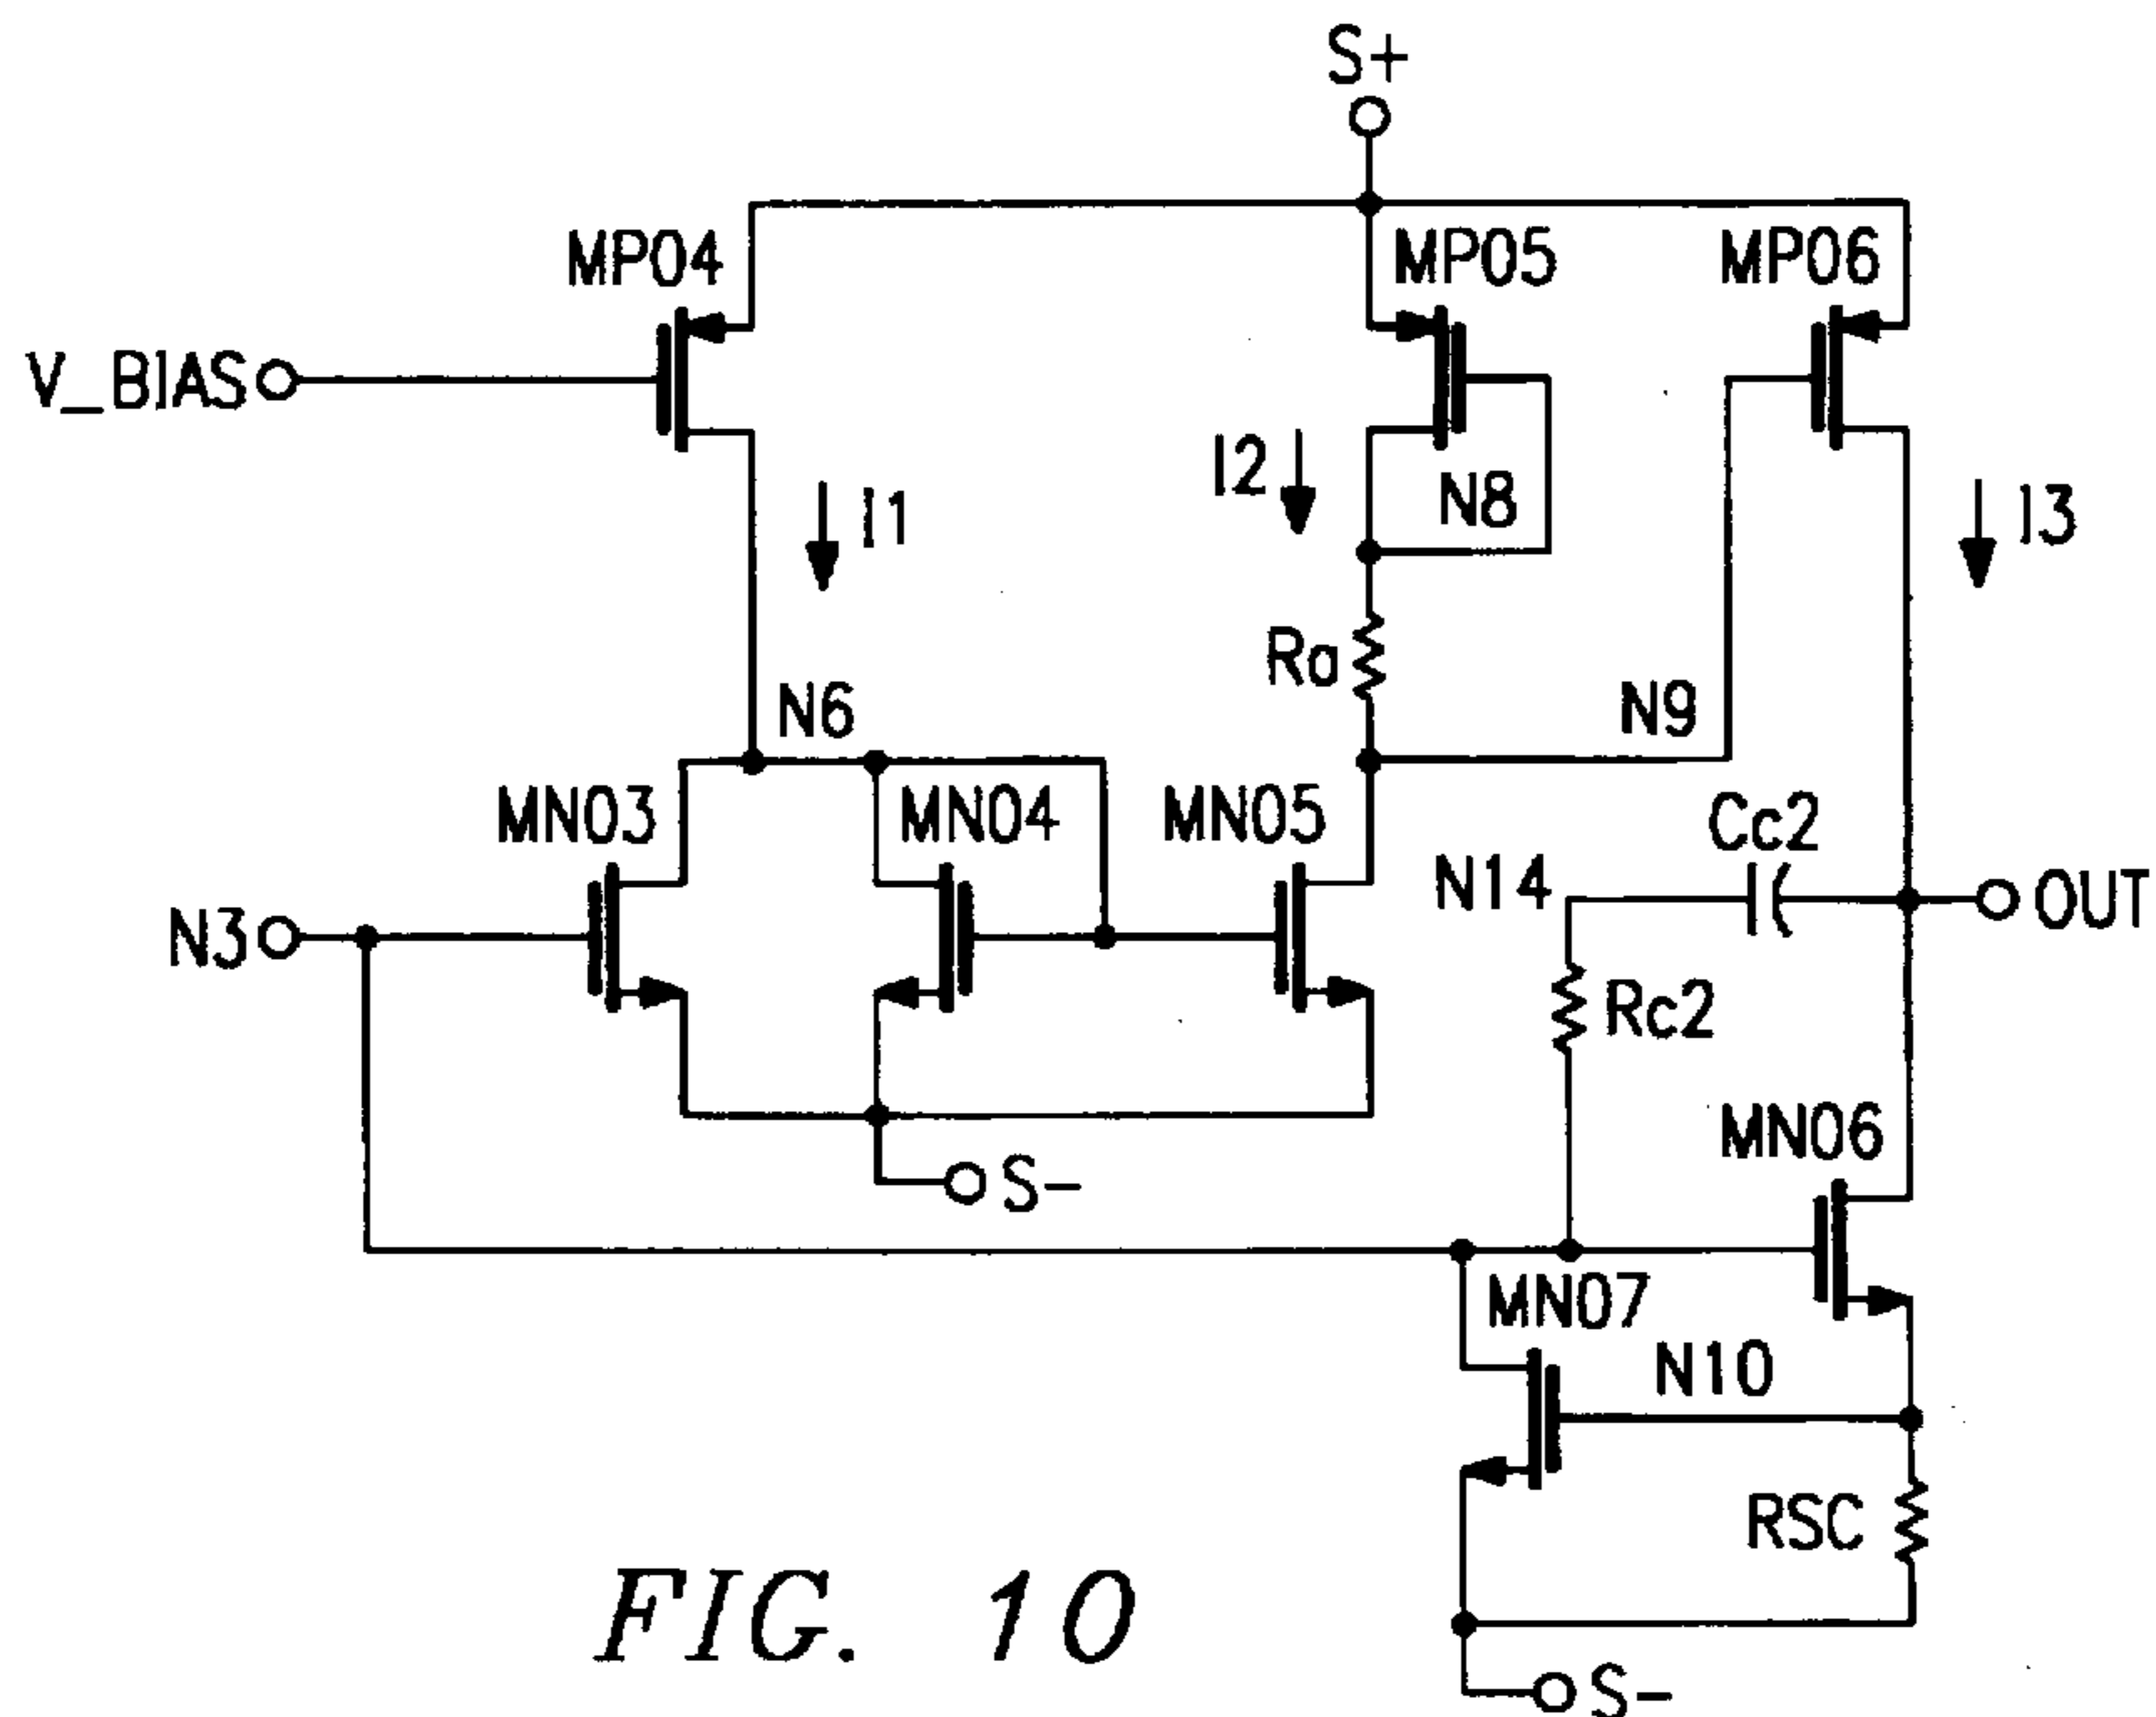 S+
MP04
MP05
MP06
V_BIAS
I2
N8
I1
I3
Ra
N6
N9
MN03
MN04
MN05
Cc2
N14
N3
OUT
Rc2
MN06
S-
MN07
N10
RSC
FIG. 10
S-